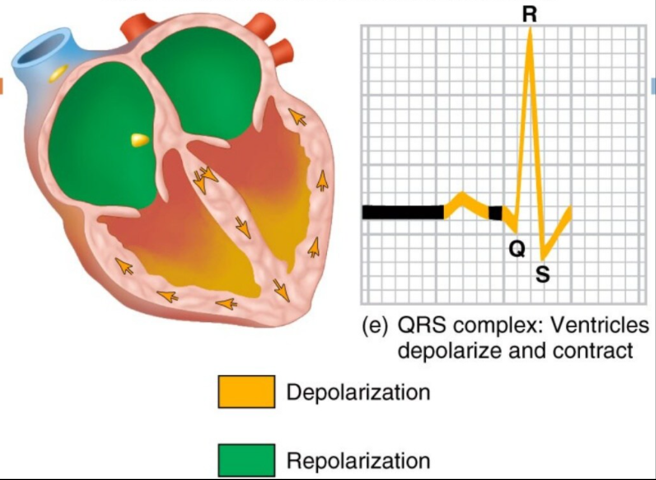 R
Q
S
(e) QRS complex: Ventricles
depolarize and contract
Depolarization
Repolarization